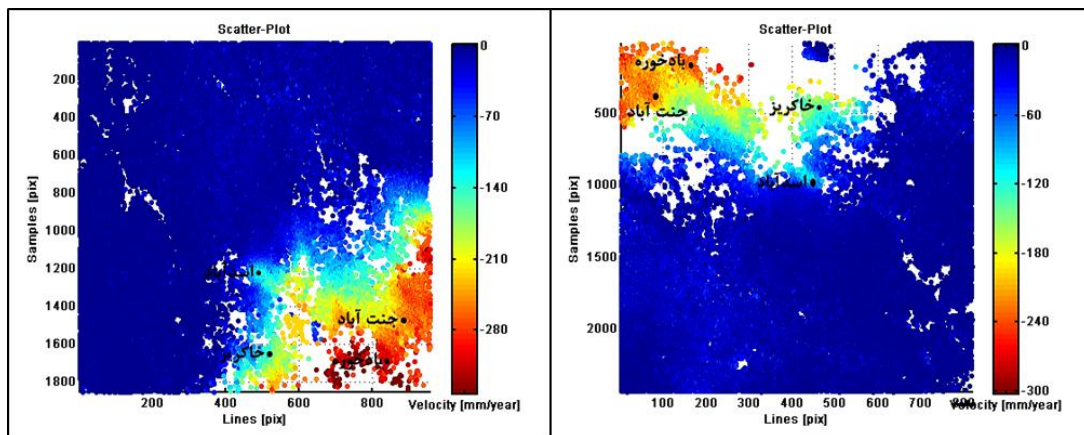 Scatter-Plot
200
400
600
800
1000
1200
1400
1600
1800
Samples [pix]
200
400
600
800
Lines [pix]
اسدآباد
جنت آباد
خاکریز
بادخوره
0
-70
-140
-210
-280
Velocity [mm/year]
Scatter-Plot
500
1000
1500
2000
Samples [pix]
100
200
300
400
500
600
700
800
Lines [pix]
بادخوره
جنت آباد
خاکریز
اسدآباد
0
-60
-120
-180
-240
-300
Velocity [mm/year]